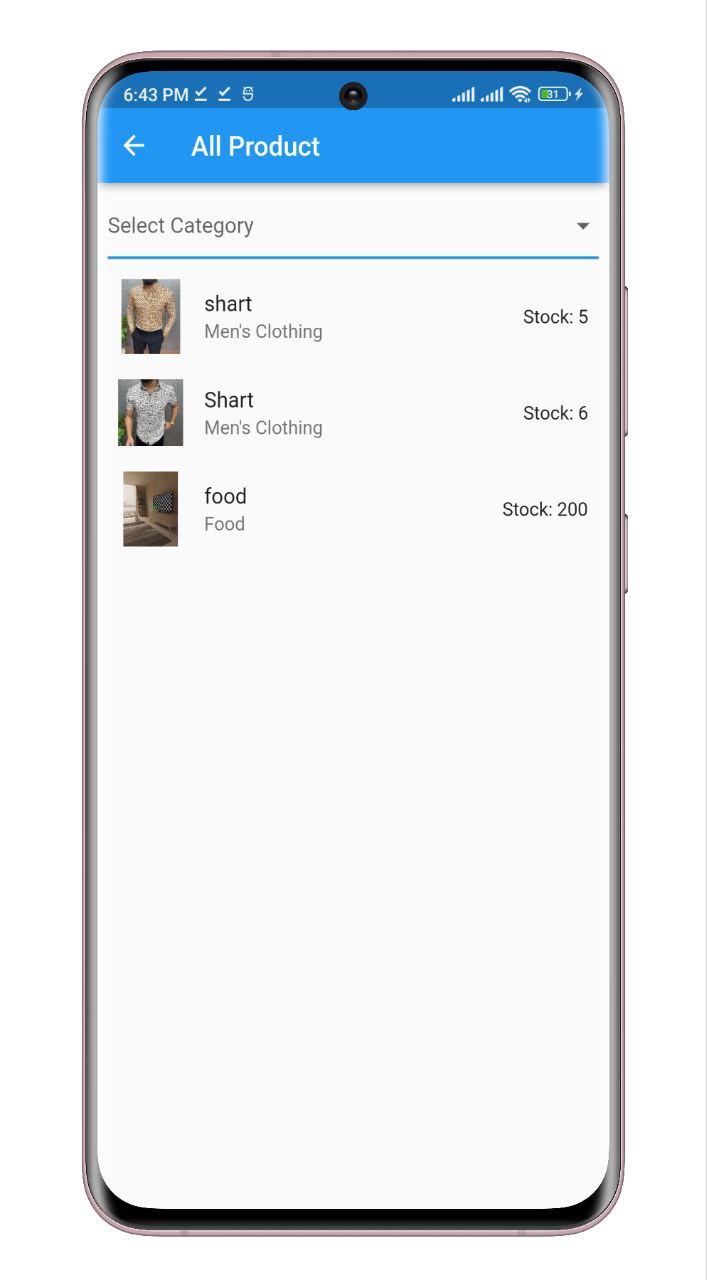 6:43 PM
31
All Product
Select Category
shart
Men's Clothing
Stock: 5
Shart
Men's Clothing
Stock: 6
food
Food
Stock: 200